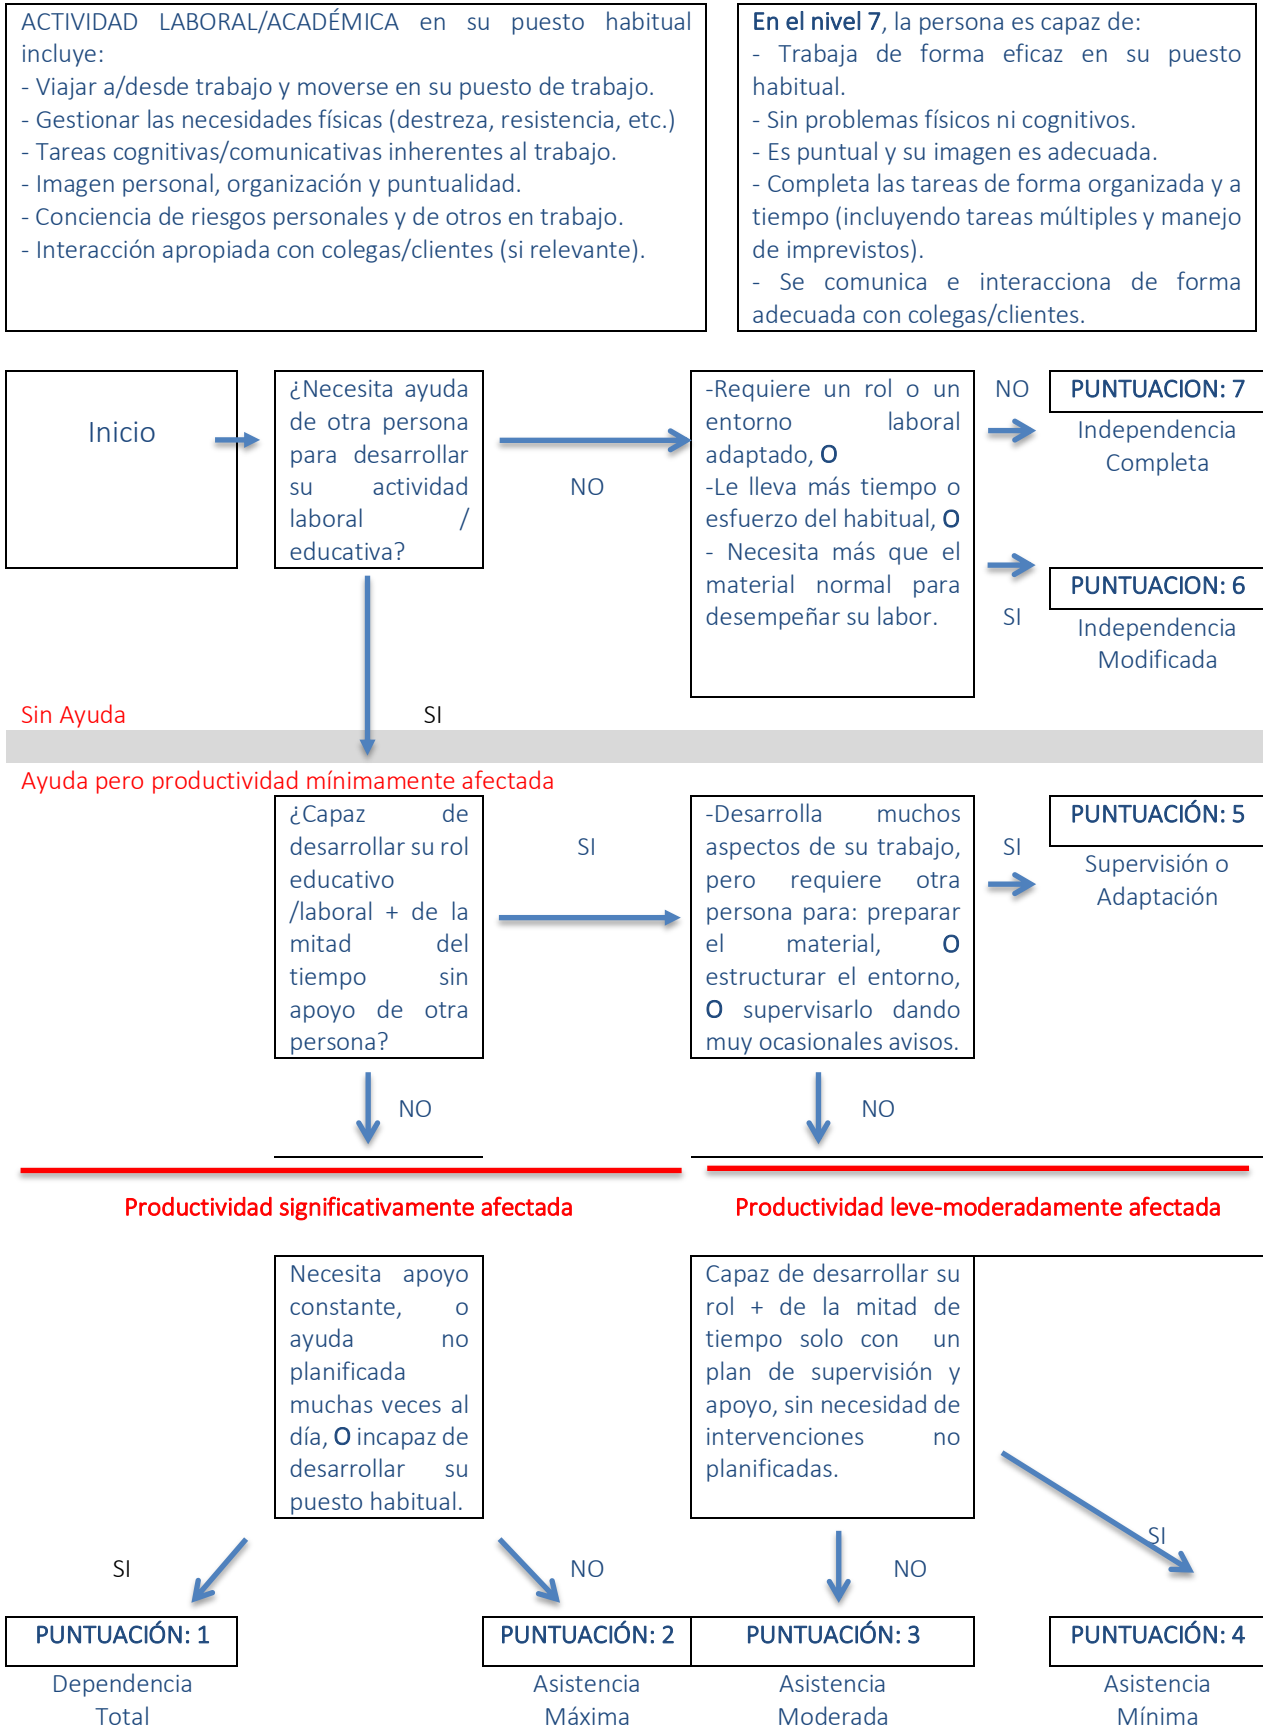 ACTIVIDAD LABORAL/ACADÉMICA en su puesto habitual
incluye:
- Viajar a/desde trabajo y moverse en su puesto de trabajo.
- Gestionar las necesidades físicas (destreza, resistencia, etc.)
- Tareas cognitivas/comunicativas inherentes al trabajo.
- Imagen personal, organización y puntualidad.
- Conciencia de riesgos personales y de otros en trabajo.
- Interacción apropiada con colegas/clientes (si relevante).
En el nivel 7, la persona es capaz de:
- Trabaja de forma eficaz en su puesto
habitual.
- Sin problemas físicos ni cognitivos.
- Es puntual y su imagen es adecuada.
- Completa las tareas de forma organizada y a
tiempo (incluyendo tareas múltiples y manejo
de imprevistos).
- Se comunica e interacciona de forma
adecuada con colegas/clientes.
Inicio
¿Necesita ayuda
de otra persona
para desarrollar
su actividad
laboral /
educativa?
NO
-Requiere un rol o un
entorno laboral
adaptado, O
-Le lleva más tiempo o
esfuerzo del habitual, O
- Necesita más que el
material normal para
desempeñar su labor.
NO
PUNTUACION: 7
Independencia
Completa
SI
PUNTUACION: 6
Independencia
Modificada
Sin Ayuda
SI
Ayuda pero productividad mínimamente afectada
¿Capaz de
desarrollar su rol
educativo
/laboral + de la
mitad del
tiempo sin
apoyo de otra
persona?
SI
-Desarrolla muchos
aspectos de su trabajo,
pero requiere otra
persona para: preparar
el material, O
estructurar el entorno,
O supervisarlo dando
muy ocasionales avisos.
SI
PUNTUACIÓN: 5
Supervisión o
Adaptación
NO
NO
Productividad significativamente afectada
Productividad leve-moderadamente afectada
Necesita apoyo
constante, o
ayuda no
planificada
muchas veces al
día, O incapaz de
desarrollar su
puesto habitual.
Capaz de desarrollar su
rol + de la mitad de
tiempo solo con un
plan de supervisión y
apoyo, sin necesidad de
intervenciones no
planificadas.
SI
NO
NO
SI
PUNTUACIÓN: 1
Dependencia
Total
PUNTUACIÓN: 2
Asistencia
Máxima
PUNTUACIÓN: 3
Asistencia
Moderada
PUNTUACIÓN: 4
Asistencia
Mínima